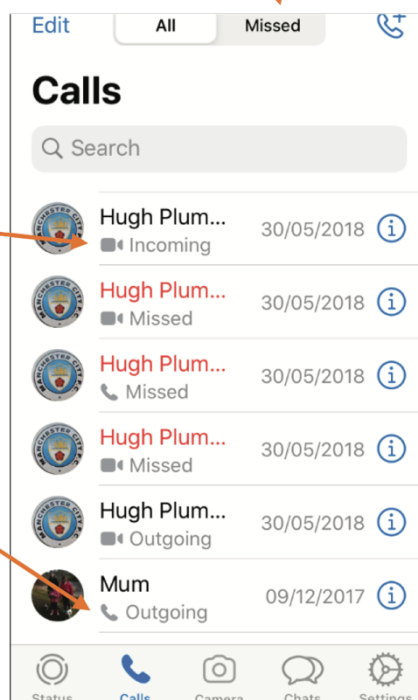 Edit All Missed
Calls
Search
Hugh Plum... 30/05/2018
Incoming
Hugh Plum... 30/05/2018
Missed
Hugh Plum... 30/05/2018
Missed
Hugh Plum... 30/05/2018
Missed
Hugh Plum... 30/05/2018
Outgoing
Mum 09/12/2017
Outgoing
Status Calls Camera Chats Settings